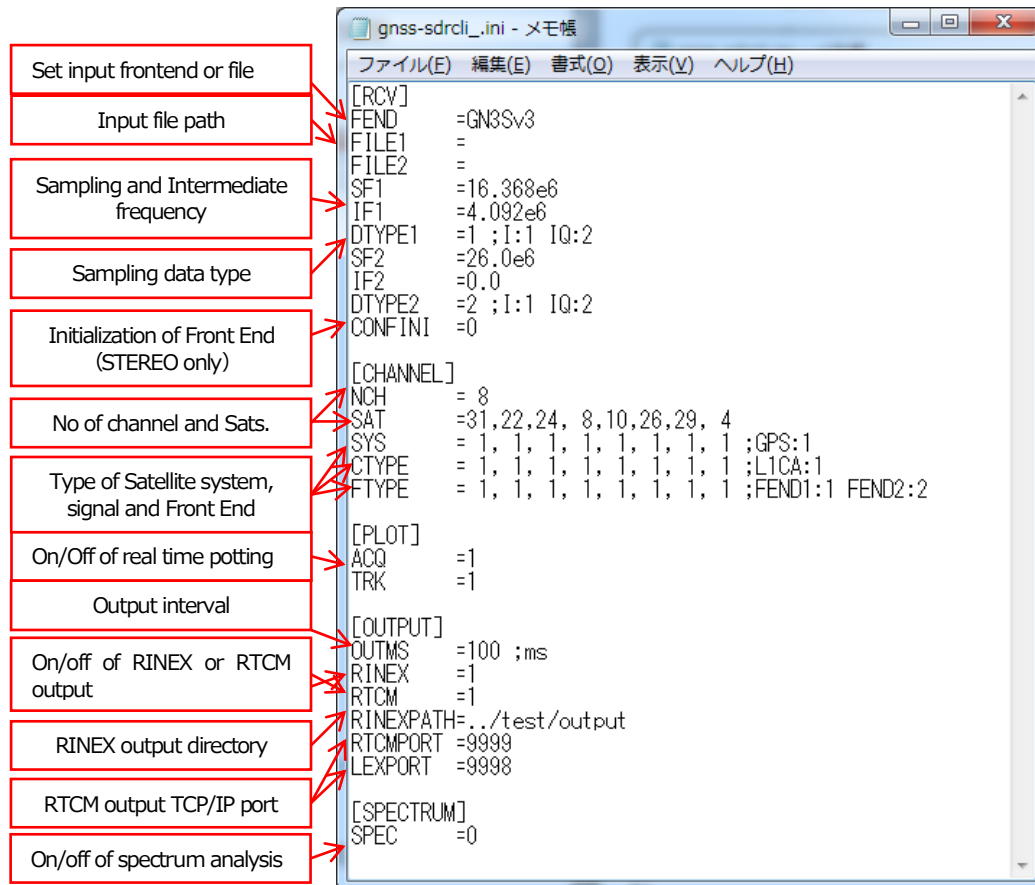 Set input frontend or file
Input file path
Sampling and Intermediate
frequency
Sampling data type
Initialization of Front End
(STEREO only)
No of channel and Sats.
Type of Satellite system,
signal and Front End
On/Off of real time potting
Output interval
On/off of RINEX or RTCM
output
RINEX output directory
RTCM output TCP/IP port
On/off of spectrum analysis
gnss-sdrcli_.ini - メモ帳
ファイル(F) 編集(E) 書式(O) 表示(V) ヘルプ(H)
[RCV]
FEND =GN3Sv3
FILE1 =
FILE2 =
SF1 =16.368e6
IF1 =4.092e6
DTYPE1 =1 ;I:1 IQ:2
SF2 =26.0e6
IF2 =0.0
DTYPE2 =2 ;I:1 IQ:2
CONFINI =0
[CHANNEL]
NCH = 8
SAT =31,22,24, 8,10,26,29, 4
SYS = 1, 1, 1, 1, 1, 1, 1, 1 ;GPS:1
CTYPE = 1, 1, 1, 1, 1, 1, 1, 1 ;L1CA:1
FTYPE = 1, 1, 1, 1, 1, 1, 1, 1 ;FEND1:1 FEND2:2
[PLOT]
ACQ =1
TRK =1
[OUTPUT]
OUTMS =100 ;ms
RINEX =1
RTCM =1
RINEXPATH=../test/output
RTCMPORT =9999
LEXPORT =9998
[SPECTRUM]
SPEC =0